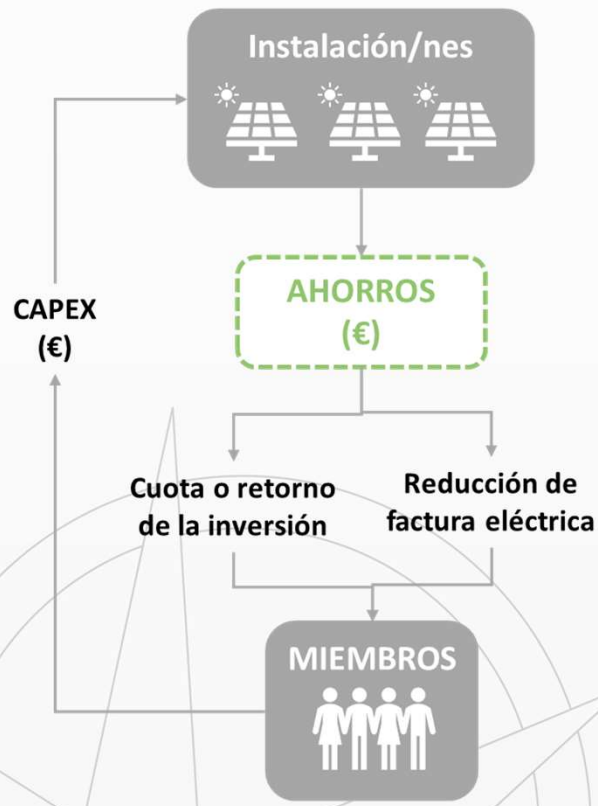 Instalación/nes
AHORROS
(€)
CAPEX
(€)
Cuota o retorno
de la inversión
Reducción de
factura eléctrica
MIEMBROS